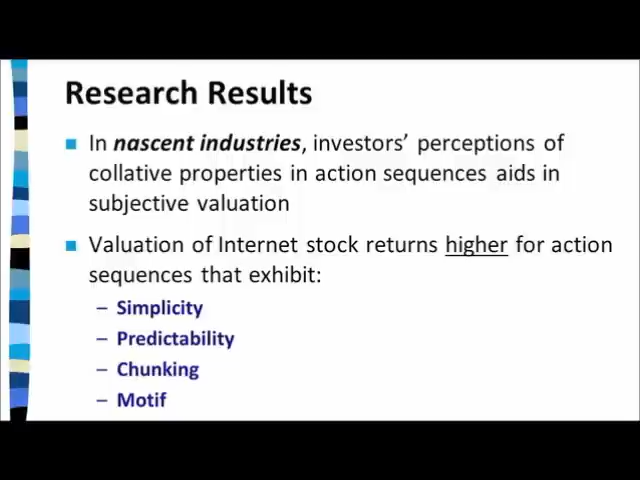 Research Results
In nascent industries, investors' perceptions of
collative properties in action sequences aids in
subjective valuation
Valuation of Internet stock returns higher for action
sequences that exhibit:
– Simplicity
– Predictability
– Chunking
– Motif